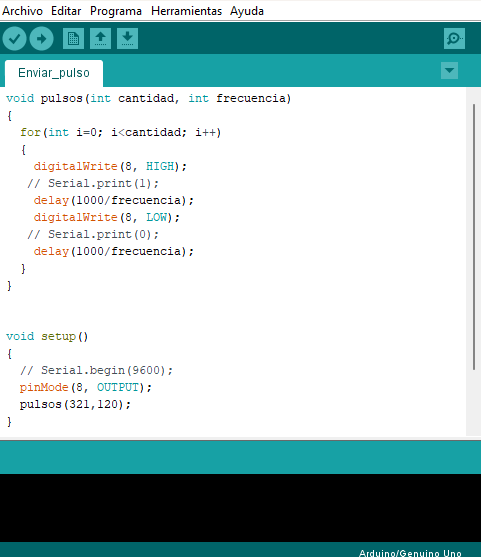 Archivo Editar Programa Herramientas Ayuda
Enviar_pulso
void pulsos(int cantidad, int frecuencia)
{
  for(int i=0; i<cantidad; i++)
  {
    digitalWrite(8, HIGH);
   // Serial.print(1);
    delay(1000/frecuencia);
    digitalWrite(8, LOW);
   // Serial.print(0);
    delay(1000/frecuencia);
  }
}
void setup()
{
  // Serial.begin(9600);
  pinMode(8, OUTPUT);
  pulsos(321,120);
}
Arduino/Genuino Uno